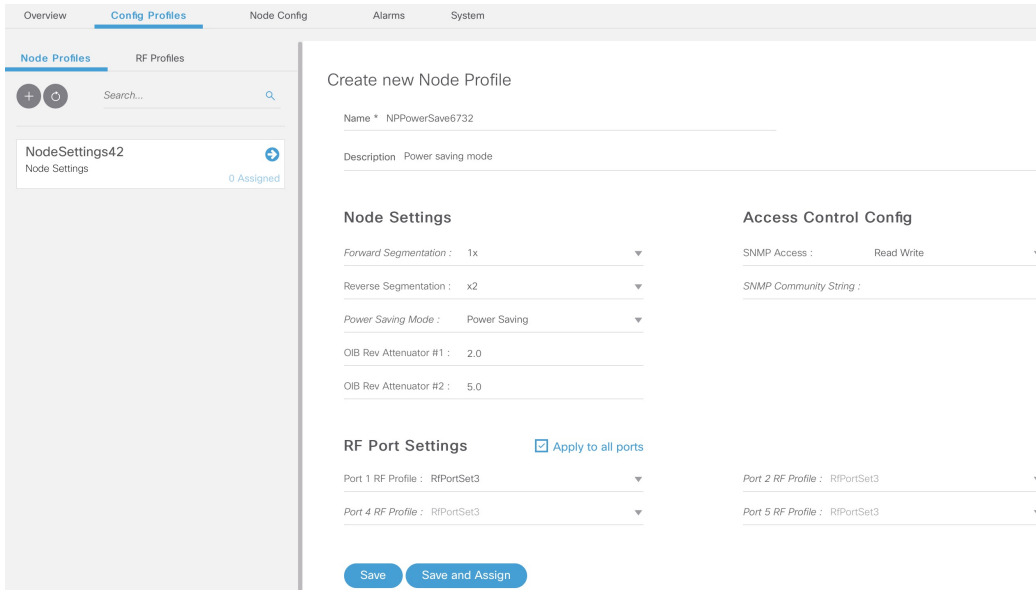 Overview Config Profiles Node Config Alarms System
Node Profiles RF Profiles
Search...
NodeSettings42
Node Settings
0 Assigned
Create new Node Profile
Name * NPPowerSave6732
Description Power saving mode
Node Settings
Forward Segmentation : 1x
Reverse Segmentation : x2
Power Saving Mode : Power Saving
OIB Rev Attenuator #1 : 2.0
OIB Rev Attenuator #2 : 5.0
Access Control Config
SNMP Access : Read Write
SNMP Community String :
RF Port Settings Apply to all ports
Port 1 RF Profile : RfPortSet3 Port 2 RF Profile : RfPortSet3
Port 4 RF Profile : RfPortSet3 Port 5 RF Profile : RfPortSet3
Save Save and Assign